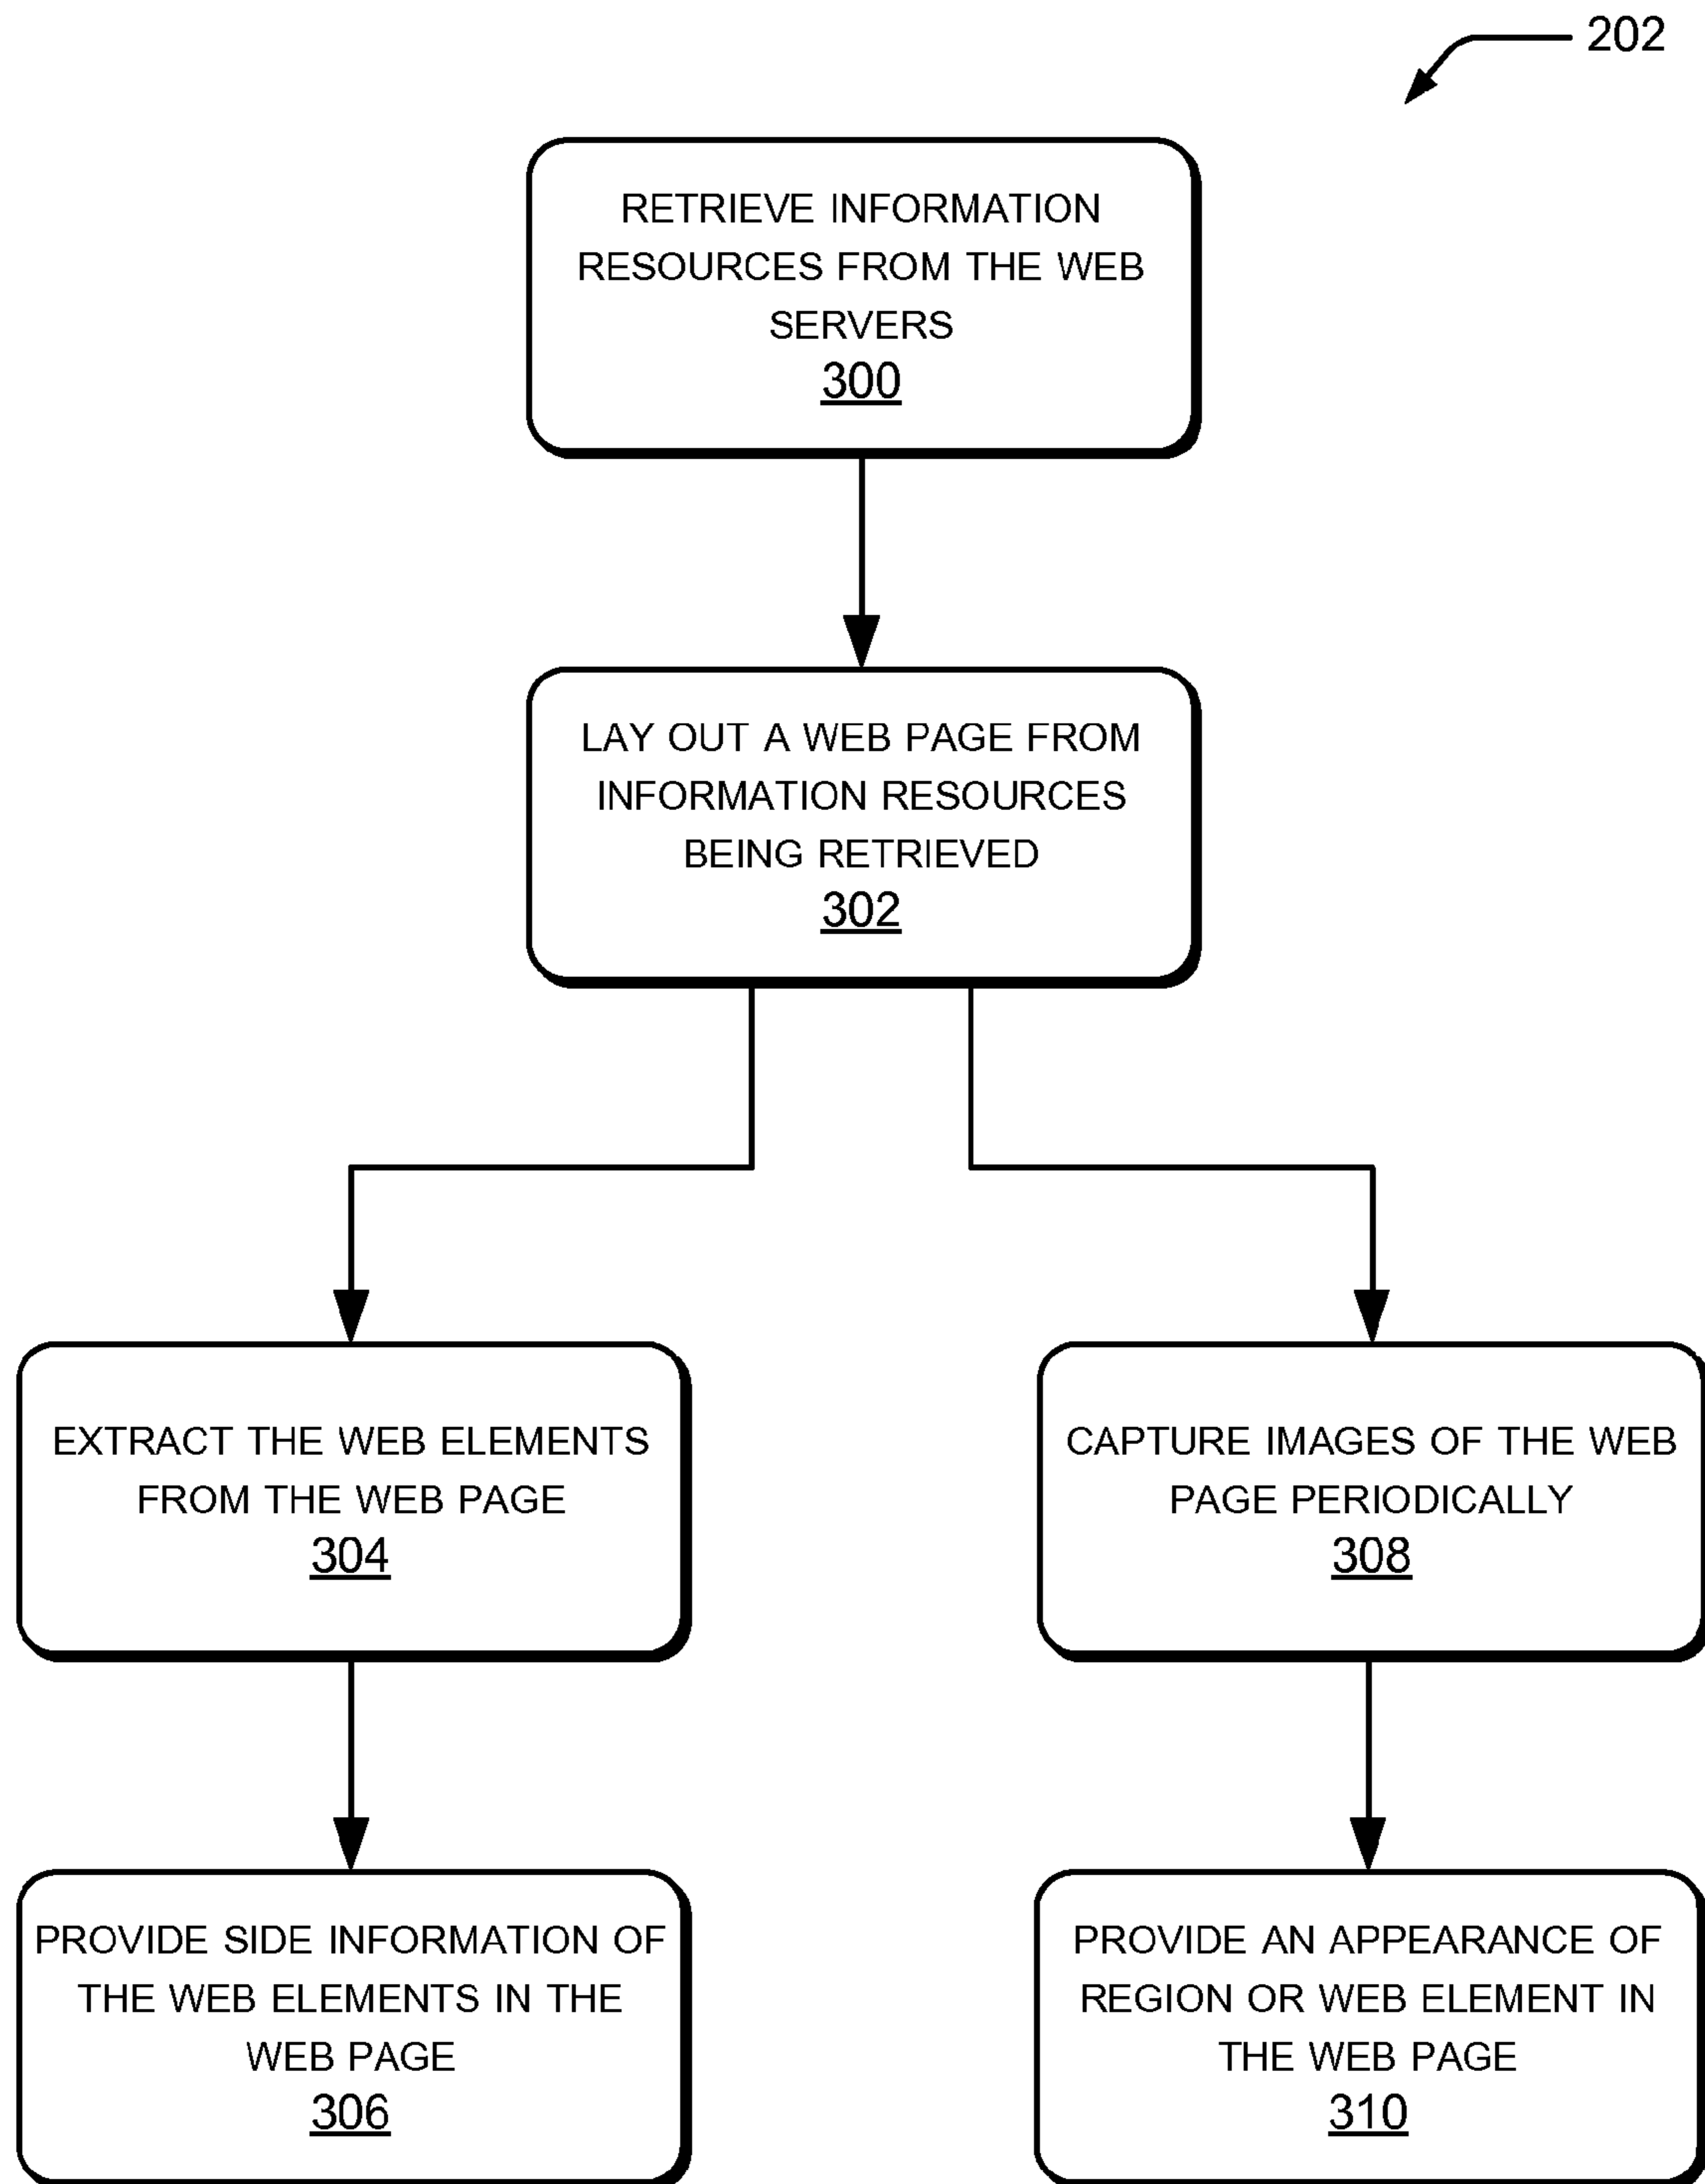 202
RETRIEVE INFORMATION
RESOURCES FROM THE WEB
SERVERS
300
LAY OUT A WEB PAGE FROM
INFORMATION RESOURCES
BEING RETRIEVED
302
EXTRACT THE WEB ELEMENTS
FROM THE WEB PAGE
304
CAPTURE IMAGES OF THE WEB
PAGE PERIODICALLY
308
PROVIDE SIDE INFORMATION OF
THE WEB ELEMENTS IN THE
WEB PAGE
306
PROVIDE AN APPEARANCE OF
REGION OR WEB ELEMENT IN
THE WEB PAGE
310